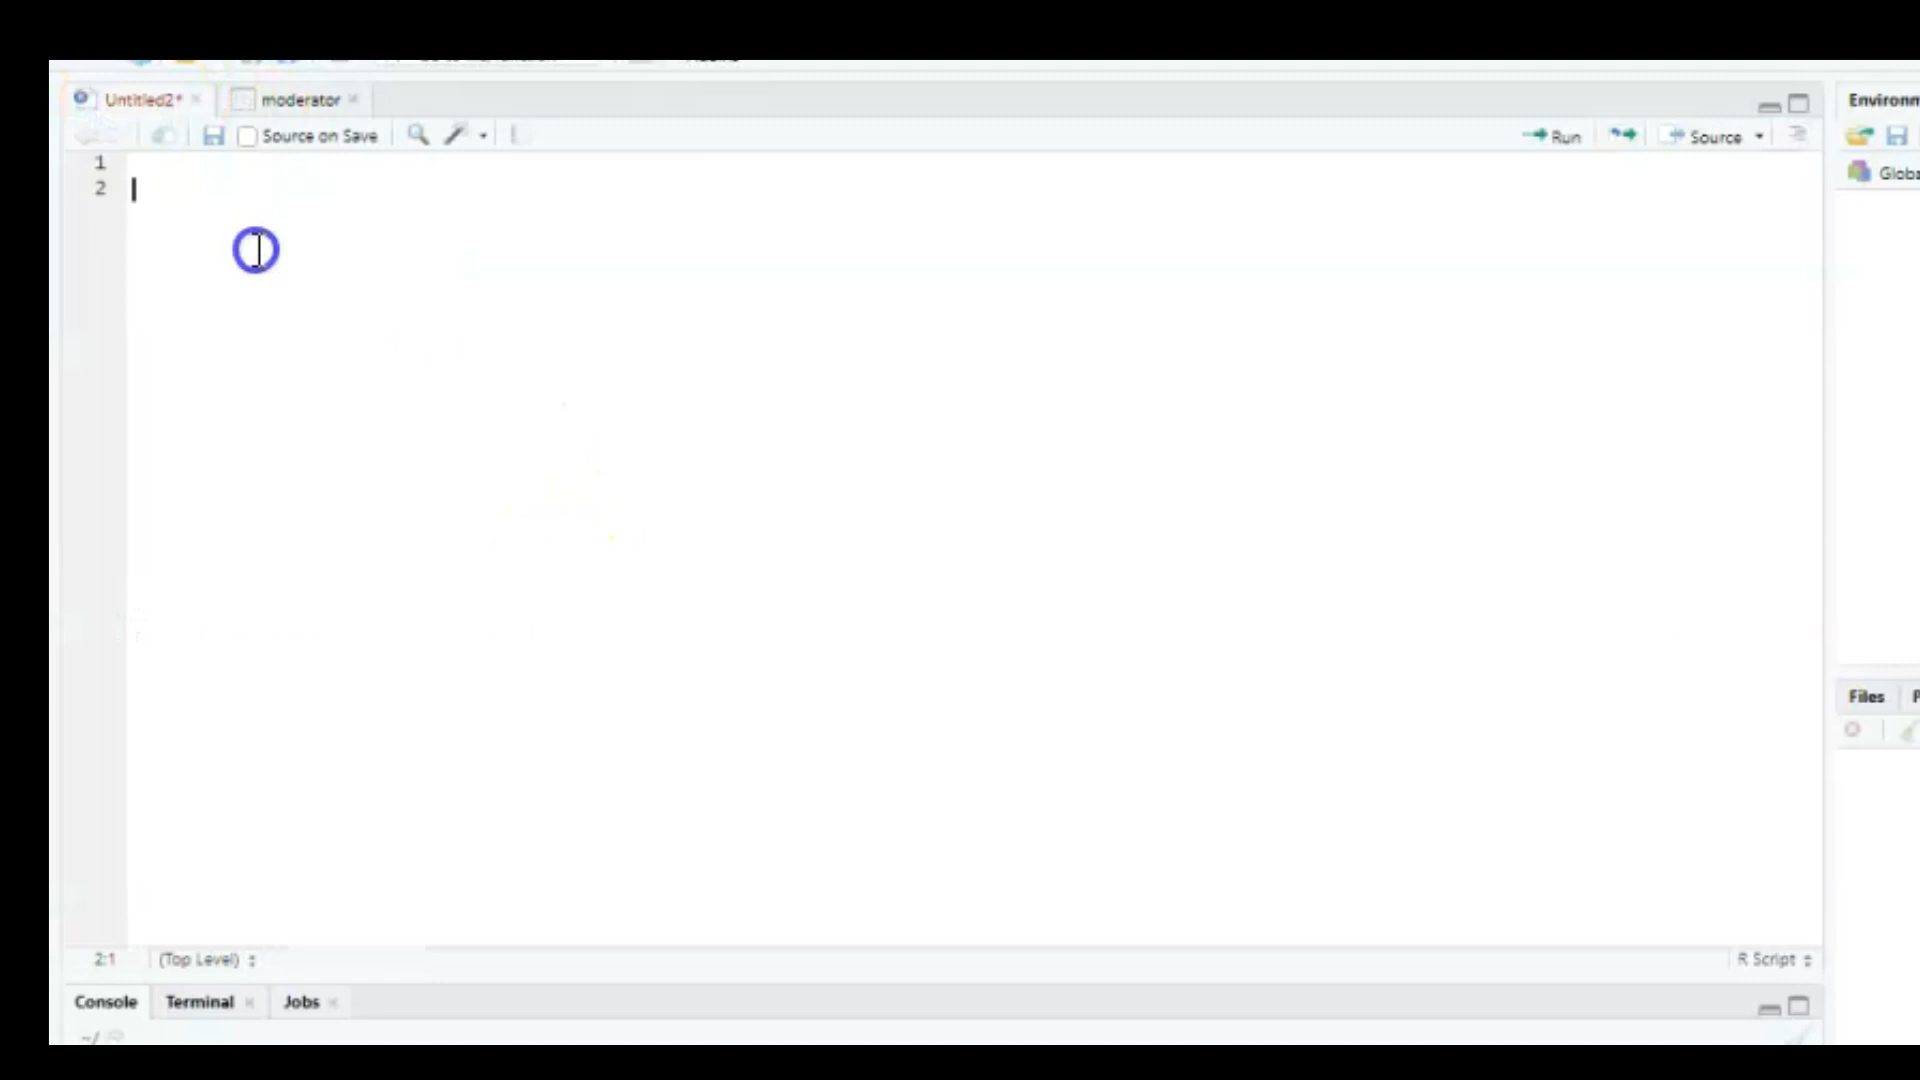 Untitled2* moderator
Environm
Source on Save Run Source
Globa
1
2
Files P
2:1 (Top Level) R Script
Console Terminal Jobs
~/